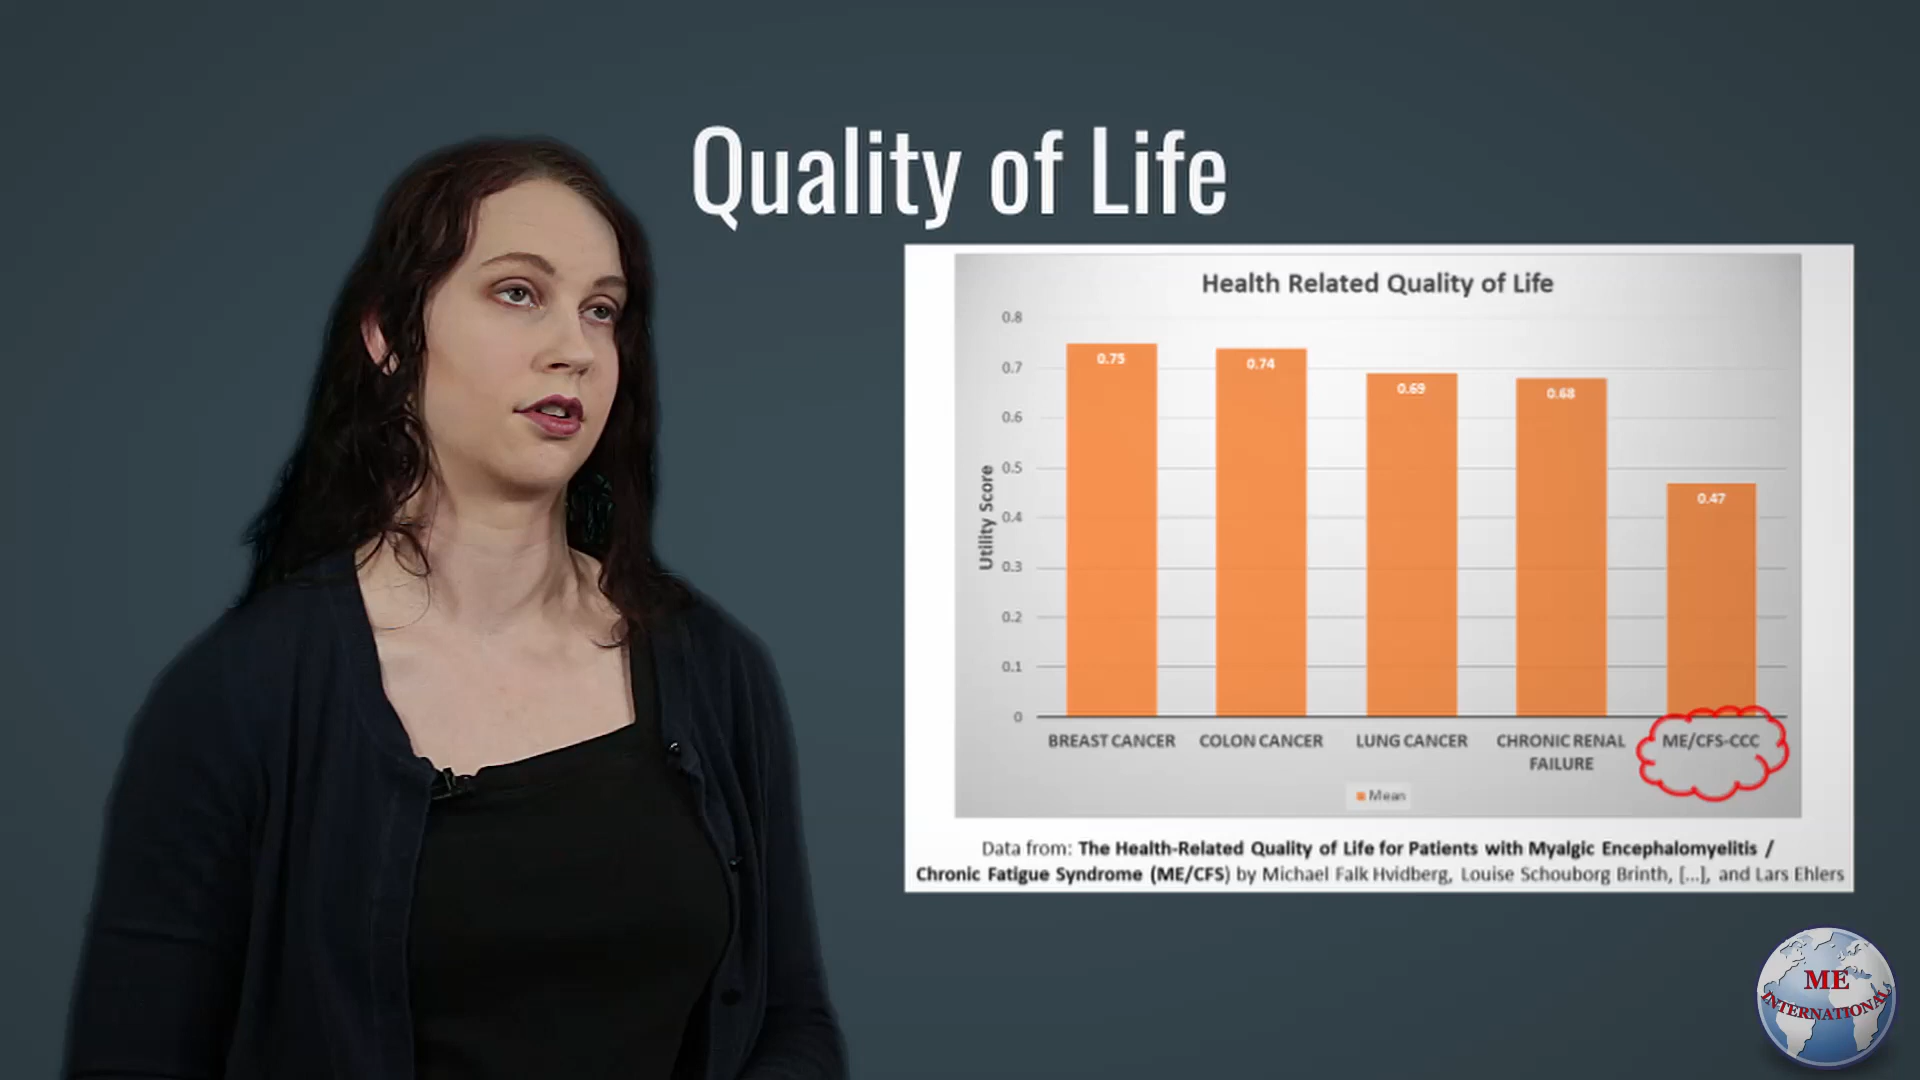 Quality of Life
Health Related Quality of Life
0.8
0.7
0.6
0.5
0.4
0.3
0.2
0.1
0
Utility Score
0.75
0.74
0.69
0.68
0.47
BREAST CANCER
COLON CANCER
LUNG CANCER
CHRONIC RENAL
FAILURE
ME/CFS-CCC
Mean
Data from: The Health-Related Quality of Life for Patients with Myalgic Encephalomyelitis /
Chronic Fatigue Syndrome (ME/CFS) by Michael Falk Hvidberg, Louise Schouborg Brinth, [...], and Lars Ehlers
ME
INTERNATIONAL